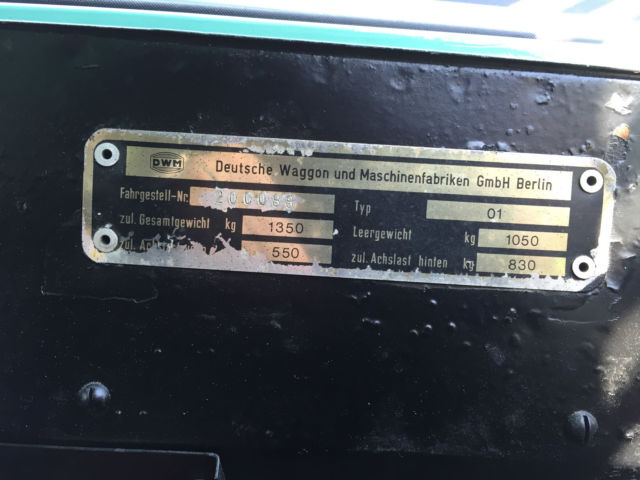 DWM Deutsche Waggon und Maschinenfabriken GmbH Berlin
Fahrgestell-Nr. Typ 01
zul. Gesamtgewicht kg 1350 Leergewicht kg 1050
zul. 550 zul. Achslast hinten kg 830